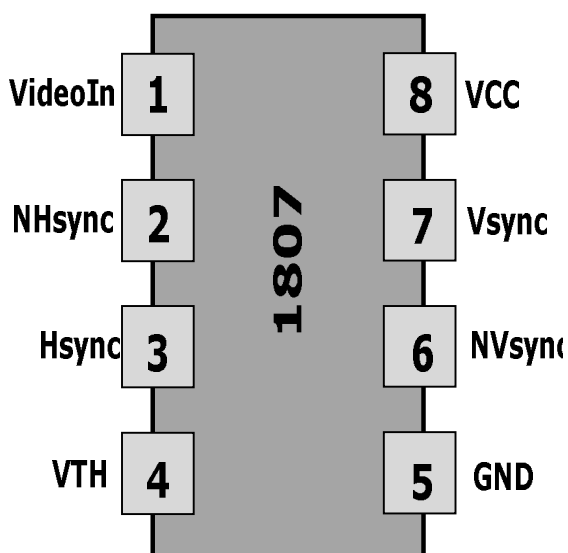 VideoIn 1 8 VCC
NHsync 2 7 Vsync
1807
Hsync 3 6 NVsync
VTH 4 5 GND